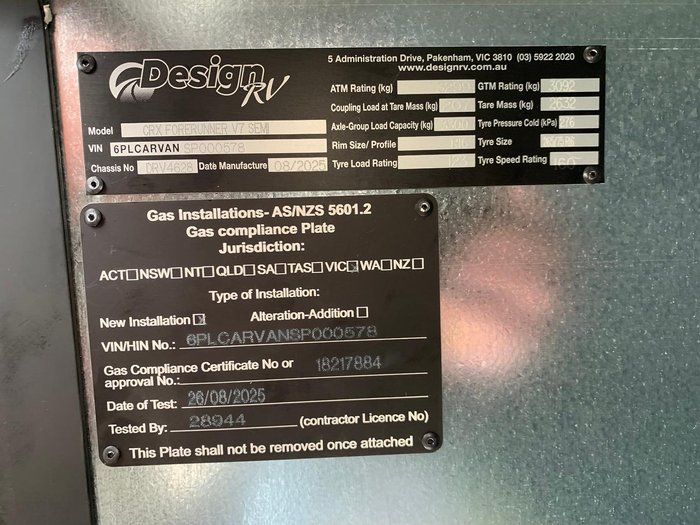 Design RV
5 Administration Drive, Pakenham, VIC 3810 (03) 5922 2020
www.designrv.com.au
ATM Rating (kg) GTM Rating (kg) 3092
Coupling Load at Tare Mass (kg) Tare Mass (kg) 2632
Model CRX FORERUNNER V7 SEMI
Axle-Group Load Capacity (kg) Tyre Pressure Cold (kPa)
VIN 6PLCARVANSP000578
Rim Size/ Profile Tyre Size
Chassis No DRV4628 Date Manufacture 08/2025
Tyre Load Rating 123 Tyre Speed Rating
Gas Installations- AS/NZS 5601.2
Gas compliance Plate
Jurisdiction:
ACT NSW NT QLD SA TAS VIC WA NZ
Type of Installation:
New Installation Alteration-Addition
VIN/HIN No.: 6PLCARVANSP000578
Gas Compliance Certificate No or 18217884
approval No.:
Date of Test: 26/08/2025
Tested By: 28944 (contractor Licence No)
This Plate shall not be removed once attached